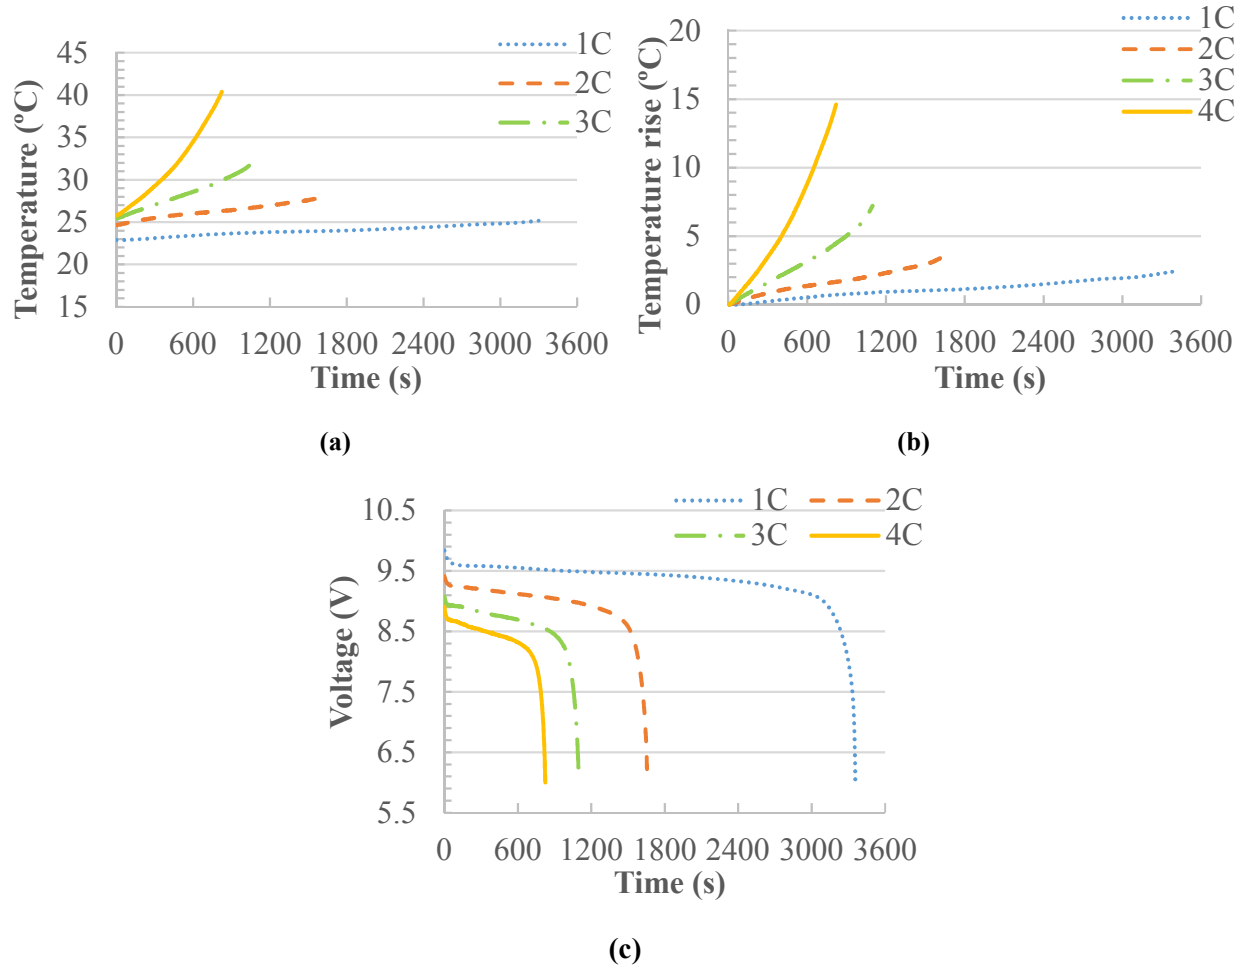 1C
2C
3C
45
40
35
30
25
20
15
Temperature (ºC)
0 600 1200 1800 2400 3000 3600
Time (s)
(a)
1C
2C
3C
4C
20
15
10
5
0
Temperature rise (ºC)
0 600 1200 1800 2400 3000 3600
Time (s)
(b)
1C 2C
3C 4C
10.5
9.5
8.5
7.5
6.5
5.5
Voltage (V)
0 600 1200 1800 2400 3000 3600
Time (s)
(c)